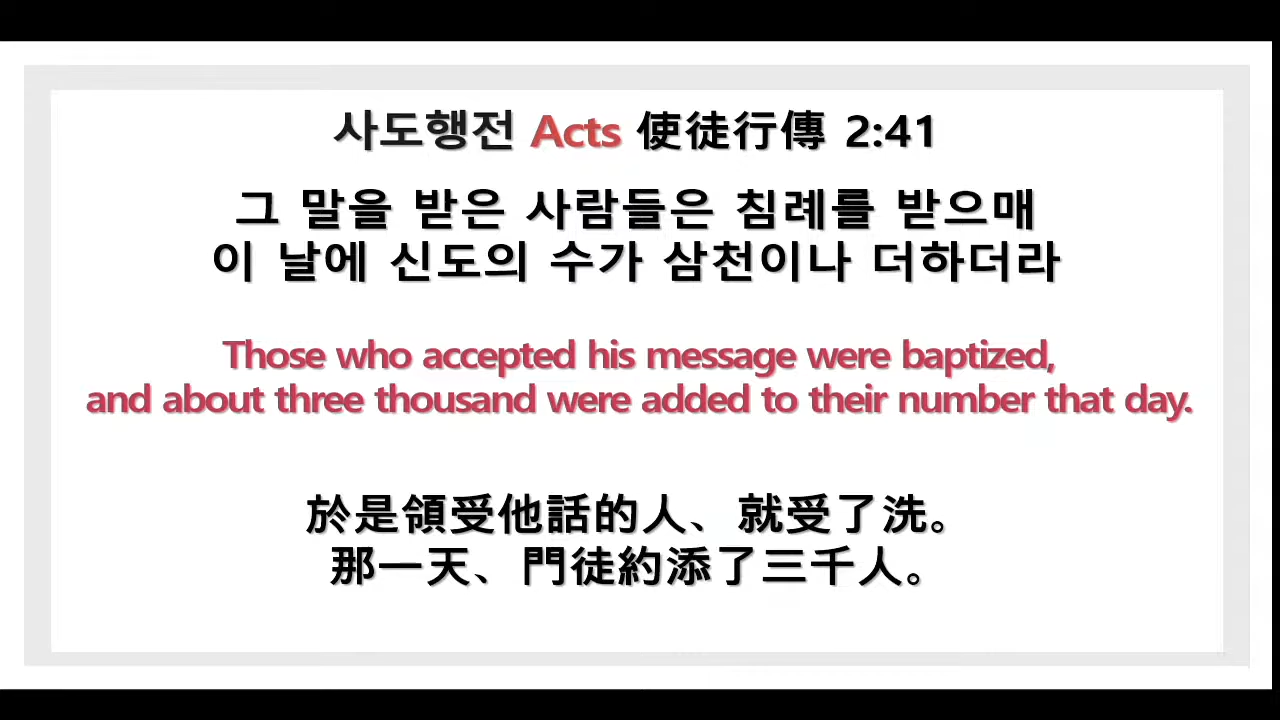 사도행전 Acts 使徒行傳 2:41
그 말을 받은 사람들은 침례를 받으매
이 날에 신도의 수가 삼천이나 더하더라
Those who accepted his message were baptized,
and about three thousand were added to their number that day.
於是領受他話的人、就受了洗。
那一天、門徒約添了三千人。